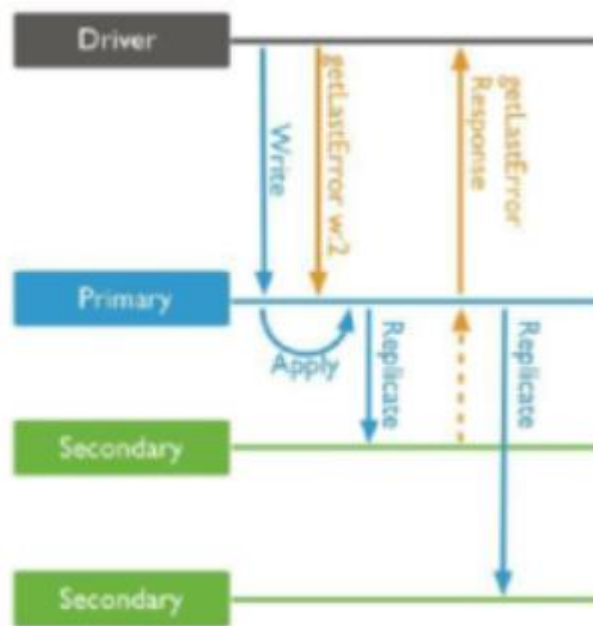 Driver
Write
getLastError w:2
getLastError
Response
Primary
Apply
Replicate
Replicate
Secondary
Secondary